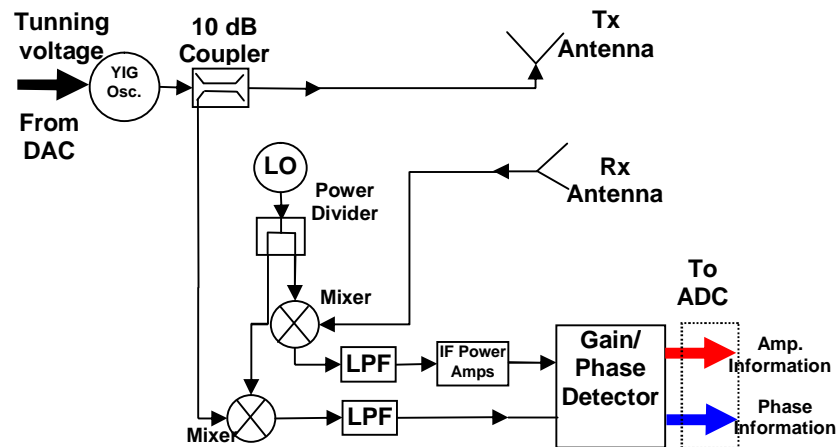 Tunning
voltage
YIG
Osc.
From
DAC
10 dB
Coupler
Tx
Antenna
LO
Power
Divider
Rx
Antenna
Mixer
To
ADC
LPF
IF Power
Amps
Gain/
Phase
Detector
Amp.
Information
Mixer
LPF
Phase
Information